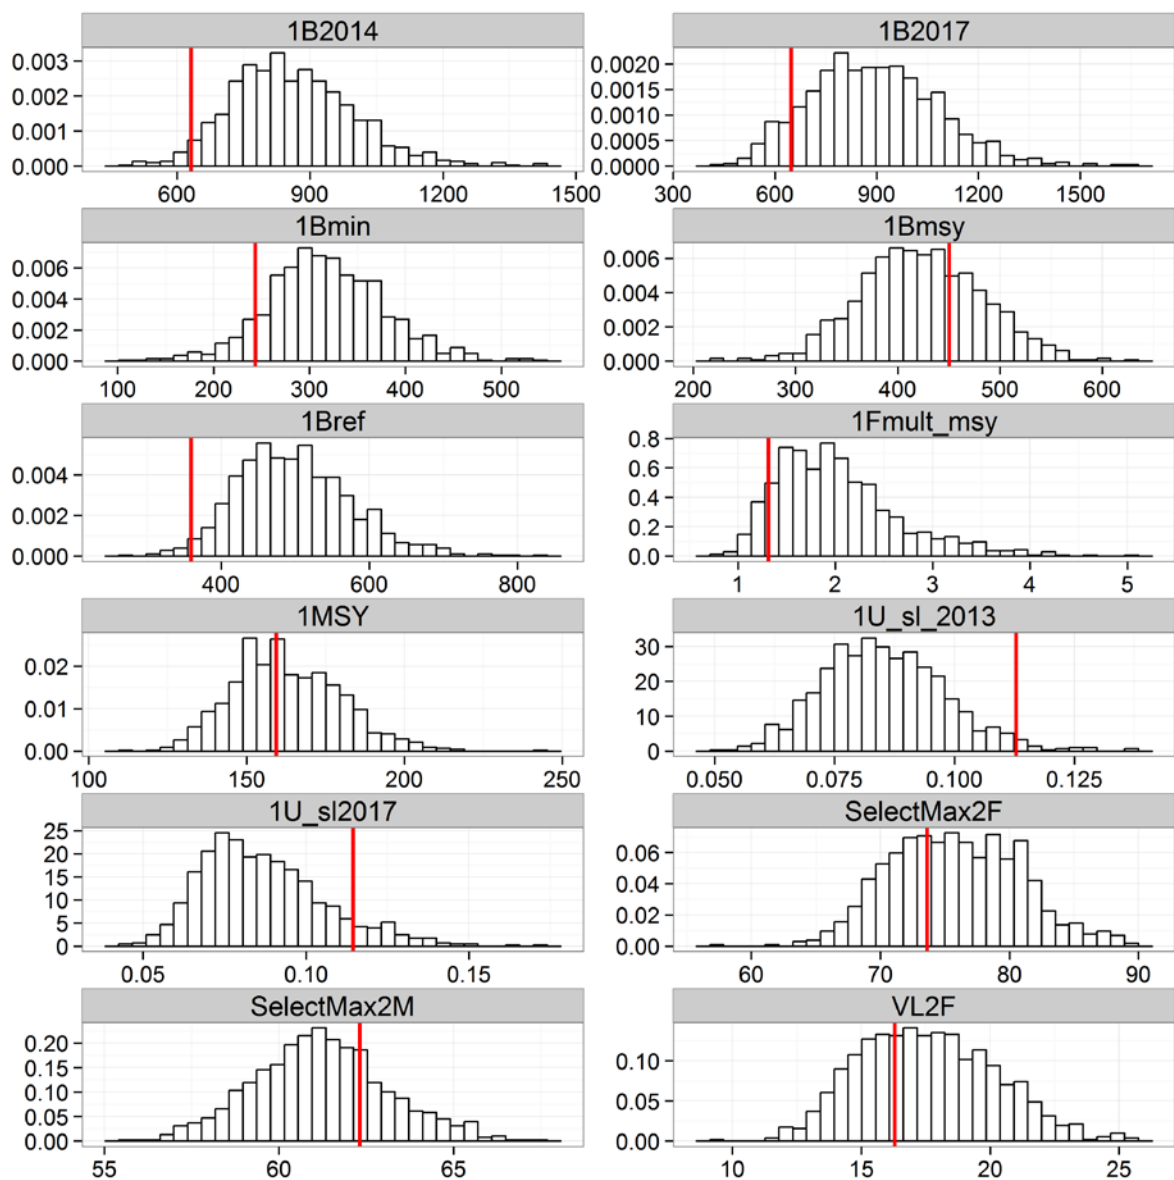 1B2014
0.003
0.002
0.001
0.000
600 900 1200 1500
1B2017
0.0020
0.0015
0.0010
0.0005
0.0000
300 600 900 1200 1500
1Bmin
0.006
0.004
0.002
0.000
100 200 300 400 500
1Bmsy
0.006
0.004
0.002
0.000
200 300 400 500 600
1Bref
0.004
0.002
0.000
400 600 800
1Fmult_msy
0.8
0.6
0.4
0.2
0.0
1 2 3 4 5
1MSY
0.02
0.01
0.00
100 150 200 250
1U_sl_2013
30
20
10
0
0.050 0.075 0.100 0.125
1U_sl2017
25
20
15
10
5
0
0.05 0.10 0.15
SelectMax2F
0.06
0.04
0.02
0.00
60 70 80 90
SelectMax2M
0.20
0.15
0.10
0.05
0.00
55 60 65
VL2F
0.10
0.05
0.00
10 15 20 25